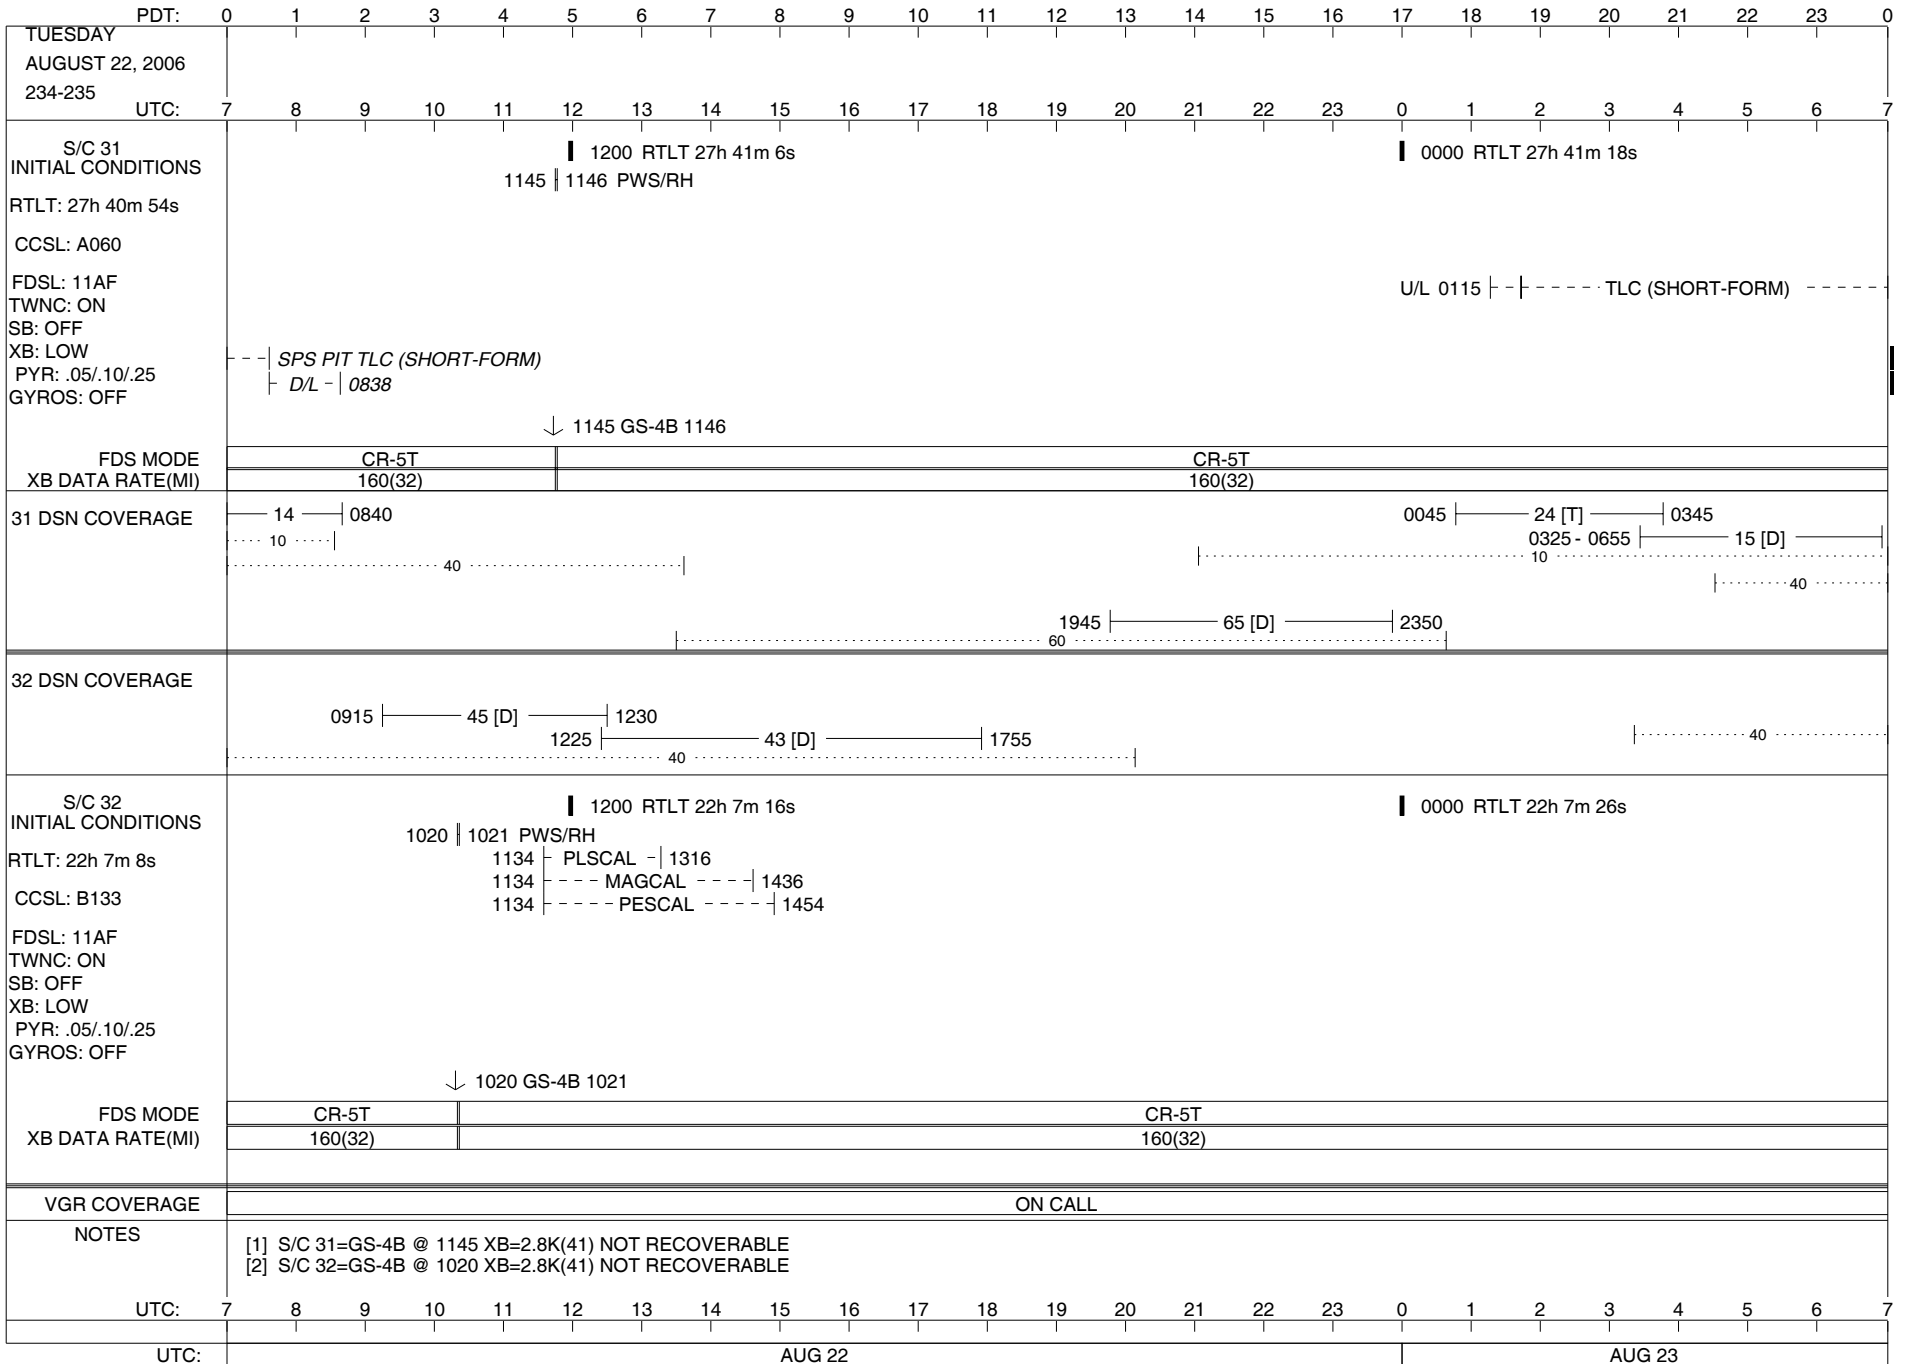 PDT: 0 1 2 3 4 5 6 7 8 9 10 11 12 13 14 15 16 17 18 19 20 21 22 23 0
TUESDAY
AUGUST 22, 2006
234-235
UTC: 7 8 9 10 11 12 13 14 15 16 17 18 19 20 21 22 23 0 1 2 3 4 5 6 7
S/C 31
INITIAL CONDITIONS
RTLT: 27h 40m 54s
CCSL: A060
FDSL: 11AF
TWNC: ON
SB: OFF
XB: LOW
PYR: .05/.10/.25
GYROS: OFF
1200 RTLT 27h 41m 6s
0000 RTLT 27h 41m 18s
1145 1146 PWS/RH
U/L 0115 TLC (SHORT-FORM)
SPS PIT TLC (SHORT-FORM)
D/L 0838
1145 GS-4B 1146
FDS MODE CR-5T CR-5T
XB DATA RATE(MI) 160(32) 160(32)
31 DSN COVERAGE
14 0840
0045 24 [T] 0345
10
0325 - 0655 15 [D]
10
40
40
1945 65 [D] 2350
60
32 DSN COVERAGE
0915 45 [D] 1230
1225 43 [D] 1755
40
40
S/C 32
INITIAL CONDITIONS
RTLT: 22h 7m 8s
CCSL: B133
FDSL: 11AF
TWNC: ON
SB: OFF
XB: LOW
PYR: .05/.10/.25
GYROS: OFF
1200 RTLT 22h 7m 16s
0000 RTLT 22h 7m 26s
1020 1021 PWS/RH
1134 PLSCAL 1316
1134 MAGCAL 1436
1134 PESCAL 1454
1020 GS-4B 1021
FDS MODE CR-5T CR-5T
XB DATA RATE(MI) 160(32) 160(32)
VGR COVERAGE ON CALL
NOTES
[1] S/C 31=GS-4B @ 1145 XB=2.8K(41) NOT RECOVERABLE
[2] S/C 32=GS-4B @ 1020 XB=2.8K(41) NOT RECOVERABLE
UTC: 7 8 9 10 11 12 13 14 15 16 17 18 19 20 21 22 23 0 1 2 3 4 5 6 7
UTC: AUG 22 AUG 23